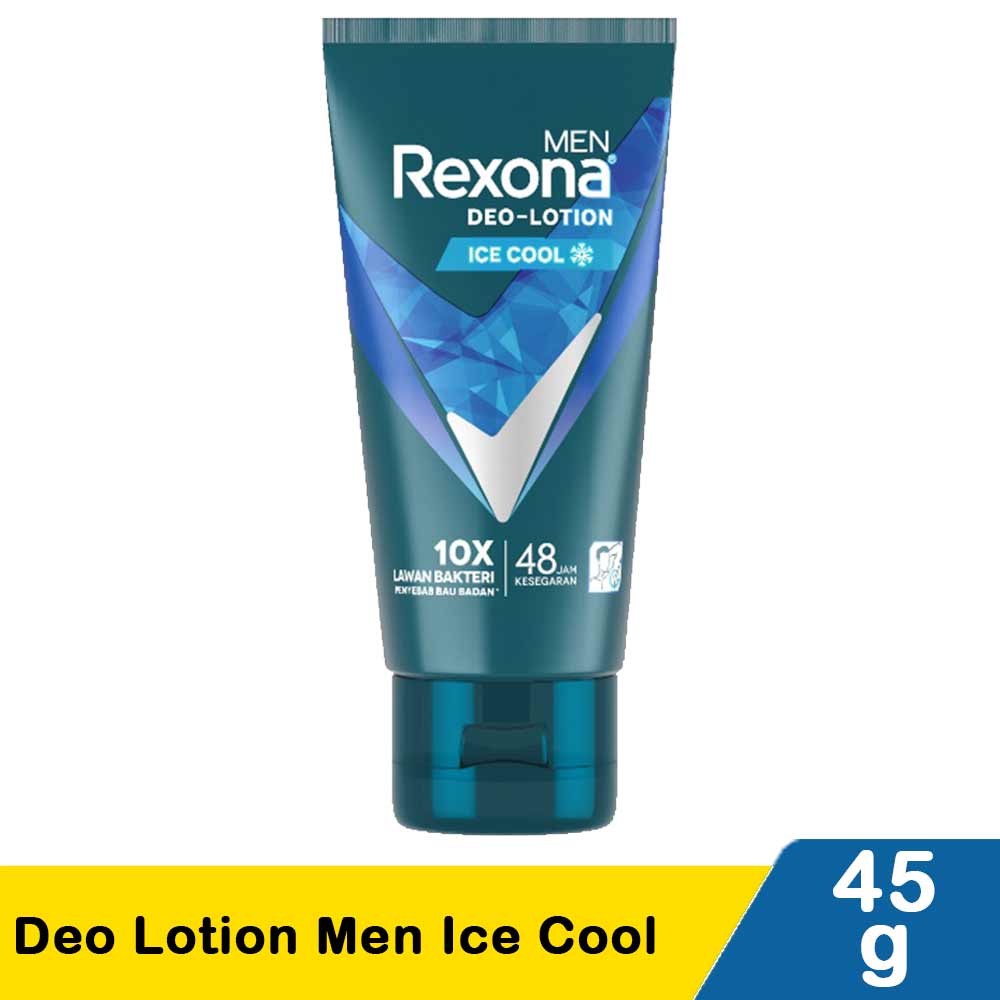 MEN
Rexona®
DEO-LOTION
ICE COOL
10X
LAWAN BAKTERI
PENYEBAB BAU BADAN*
48 JAM
KESEGARAN
Deo Lotion Men Ice Cool
45
g